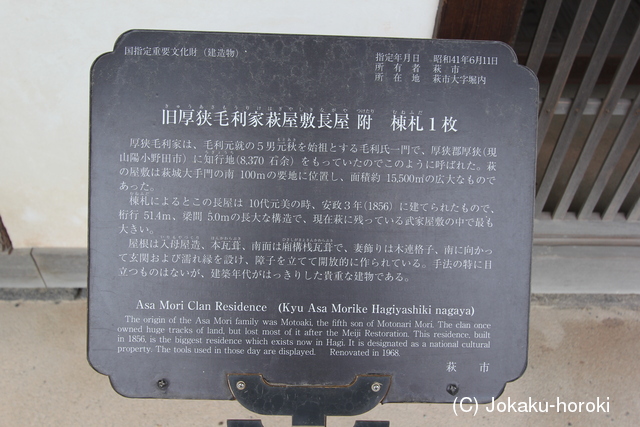 国指定重要文化財（建造物）
指定年月日　昭和41年6月11日
所有者　萩市
所在地　萩市大字堀内
旧厚狭毛利家萩屋敷長屋　附　棟札１枚
厚狭毛利家は、毛利元就の５男元秋を始祖とする毛利氏一門で、厚狭郡厚狭（現
山陽小野田市）に知行地(8,370 石余）をもっていたのでこのように呼ばれた。萩
の屋敷は萩城大手門の南 100mの要地に位置し、面積約 15,500㎡の広大なもので
あった。
棟札によるとこの長屋は 10代元美の時、安政３年(1856) に建てられたもので、
桁行 51.4m、梁間 5.0mの長大な構造で、現在萩に残っている武家屋敷の中で最も
大きい。
屋根は入母屋造、本瓦葺、南面は廂構桟瓦葺で、妻飾りは木連格子、南に向かっ
て玄関および濡れ縁を設け、障子を立てて開放的に作られている。手法の特に目
立つものはないが、建築年代がはっきりした貴重な建物である。
Asa Mori Clan Residence (Kyu Asa Morike Hagiyashiki nagaya)
The origin of the Asa Mori family was Motoaki, the fifth son of Motonari Mori. The clan once
owned huge tracks of land, but lost most of it after the Meiji Restoration. This residence, built
in 1856, is the biggest residence which exists now in Hagi. It is designated as a national cultural
property. The tools used in those day are displayed. Renovated in 1968.
萩　市
(C) Jokaku-horoki